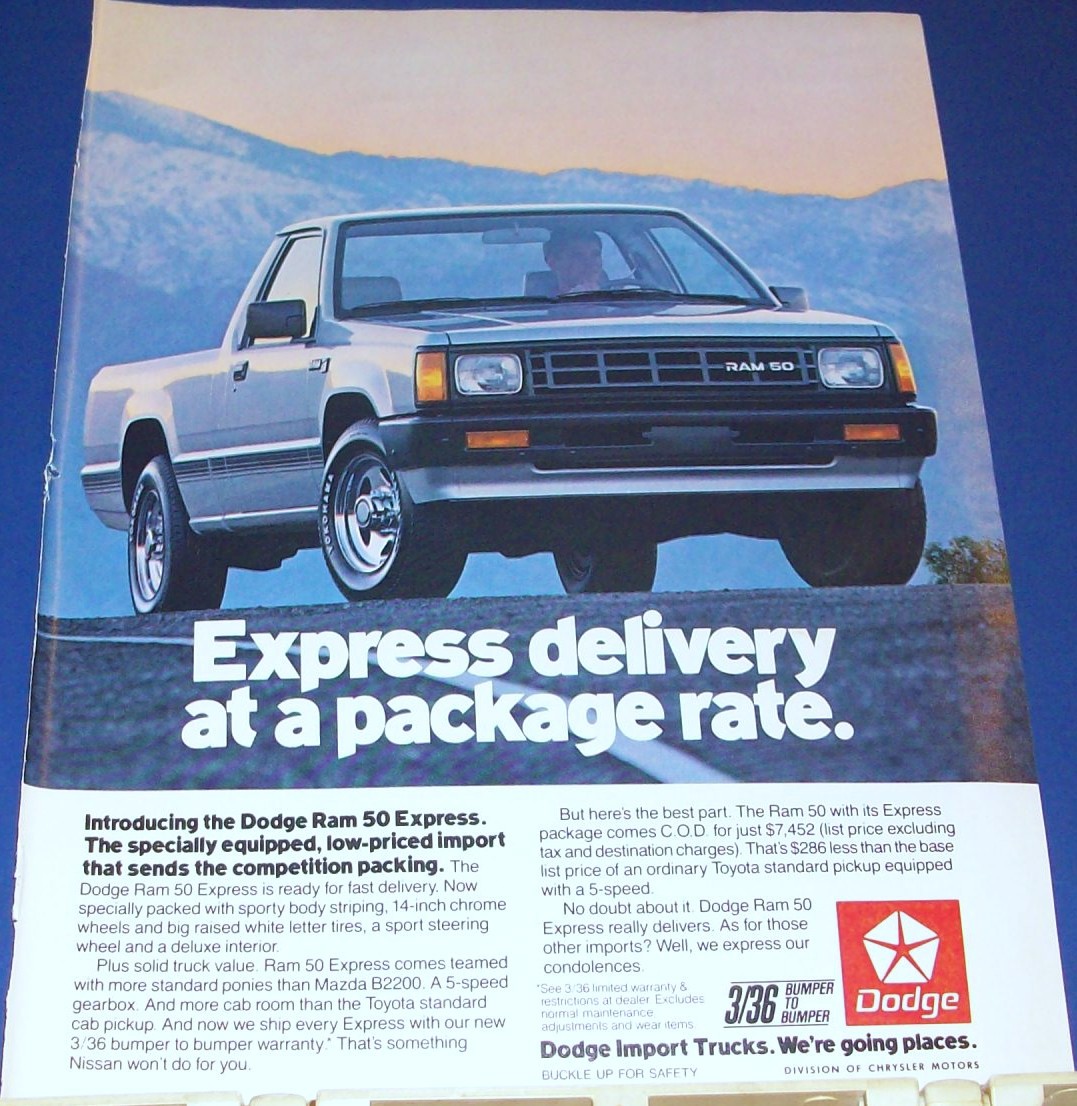 RAM 50
YOKOHAMA
Express delivery
at a package rate.
Introducing the Dodge Ram 50 Express.
The specially equipped, low-priced import
that sends the competition packing. The
Dodge Ram 50 Express is ready for fast delivery. Now
specially packed with sporty body striping, 14-inch chrome
wheels and big raised white letter tires, a sport steering
wheel and a deluxe interior.
Plus solid truck value. Ram 50 Express comes teamed
with more standard ponies than Mazda B2200. A 5-speed
gearbox. And more cab room than the Toyota standard
cab pickup. And now we ship every Express with our new
3/36 bumper to bumper warranty.* That's something
Nissan won't do for you.
But here's the best part. The Ram 50 with its Express
package comes C.O.D. for just $7,452 (list price excluding
tax and destination charges). That's $286 less than the base
list price of an ordinary Toyota standard pickup equipped
with a 5-speed.
No doubt about it. Dodge Ram 50
Express really delivers. As for those
other imports? Well, we express our
condolences.
*See 3/36 limited warranty &
restrictions at dealer. Excludes
normal maintenance
adjustments and wear items.
3/36 BUMPER
TO
BUMPER
Dodge
Dodge Import Trucks. We're going places.
BUCKLE UP FOR SAFETY
DIVISION OF CHRYSLER MOTORS